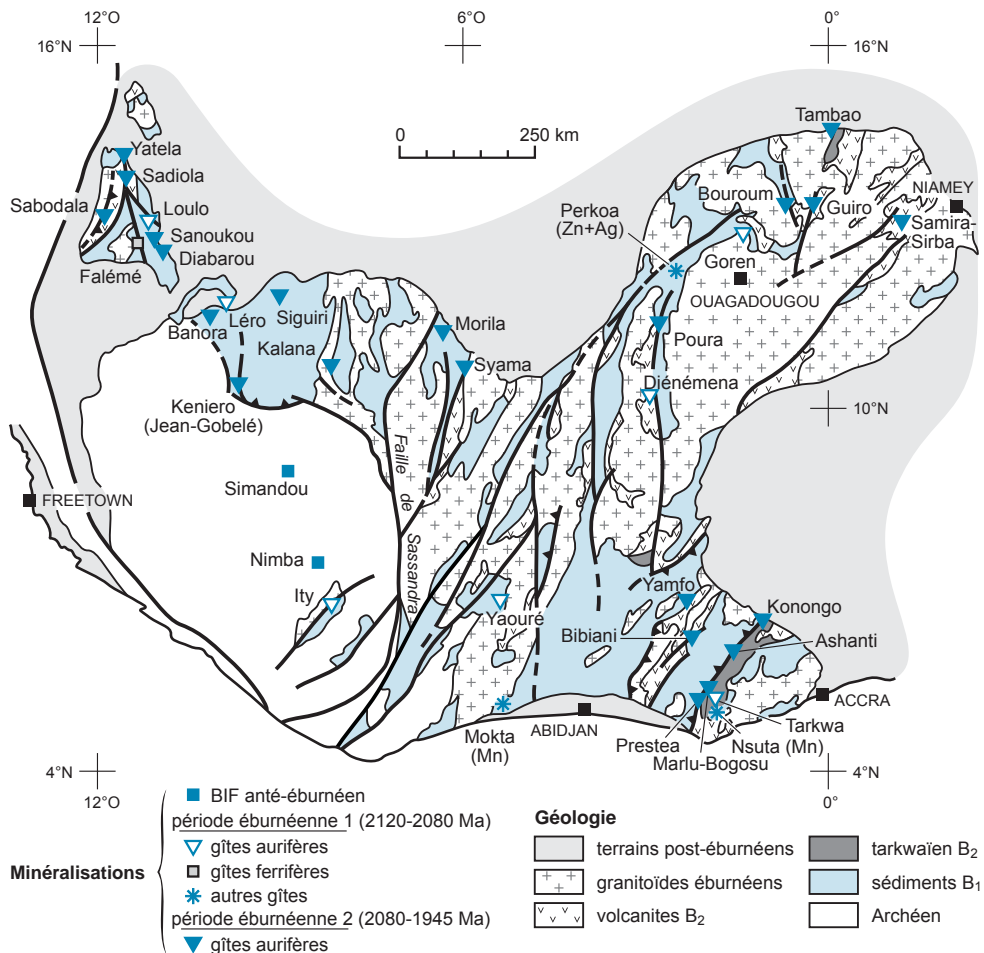 12°O
6°O
0°
16°N
16°N
0
250 km
Tambao
Yatela
Sadiola
Sabodala
Loulo
Sanoukou
Diabarou
Falémé
Bouroum
Guiro
NIAMEY
Perkoa
(Zn+Ag)
Samira-
Sirba
Goren
OUAGADOUGOU
Banora
Léro
Siguiri
Kalana
Morila
Syama
Poura
Keniero
(Jean-Gobelé)
Djénémena
10°N
Faille de Sassandra
Simandou
FREETOWN
Nimba
Ity
Yaouré
Yamfo
Bibiani
Konongo
Ashanti
ACCRA
Mokta
(Mn)
ABIDJAN
Prestea
Tarkwa
Nsuta (Mn)
Marlu-Bogosu
4°N
4°N
12°O
0°
Minéralisations
BIF anté-éburnéen
période éburnéenne 1 (2120-2080 Ma)
gîtes aurifères
gîtes ferrifères
autres gîtes
période éburnéenne 2 (2080-1945 Ma)
gîtes aurifères
Géologie
terrains post-éburnéens
granitoïdes éburnéens
volcanites B₂
tarkwaïen B₂
sédiments B₁
Archéen